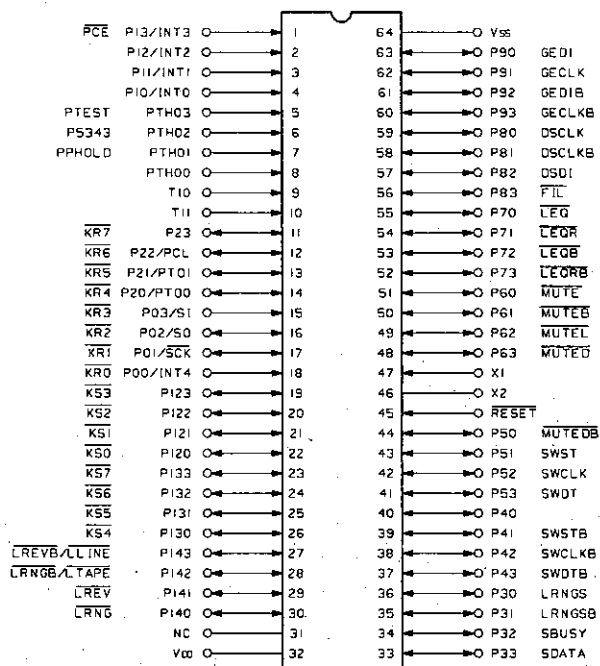 PCE P13/INT3 1 64 Vss
P12/INT2 2 63 P90 GEDI
P11/INT1 3 62 P91 GECLK
P10/INT0 4 61 P92 GEDIB
PTEST PTH03 5 60 P93 GECLKB
P5343 PTH02 6 59 P80 DSCLK
PPHOLD PTH01 7 58 P81 DSCLKB
PTH00 8 57 P82 DSDI
TI0 9 56 P83 FIL
TI1 10 55 P70 LEQ
KR7 P23 11 54 P71 LEQR
KR6 P22/PCL 12 53 P72 LEQB
KR5 P21/PTO1 13 52 P73 LEQRB
KR4 P20/PTO0 14 51 P60 MUTE
KR3 P03/SI 15 50 P61 MUTEB
KR2 P02/SO 16 49 P62 MUTEL
KR1 P01/SCK 17 48 P63 MUTED
KR0 P00/INT4 18 47 X1
KS3 P123 19 46 X2
KS2 P122 20 45 RESET
KS1 P121 21 44 P50 MUTEDB
KS0 P120 22 43 P51 SWST
KS7 P133 23 42 P52 SWCLK
KS6 P132 24 41 P53 SWDT
KS5 P131 25 40 P40
KS4 P130 26 39 P41 SWSTB
LREVB/LLINE P143 27 38 P42 SWCLKB
LRNGB/LTAPE P142 28 37 P43 SWDTB
LREV P141 29 36 P30 LRNGS
LRNG P140 30 35 P31 LRNGSB
NC 31 34 P32 SBUSY
VDD 32 33 P33 SDATA